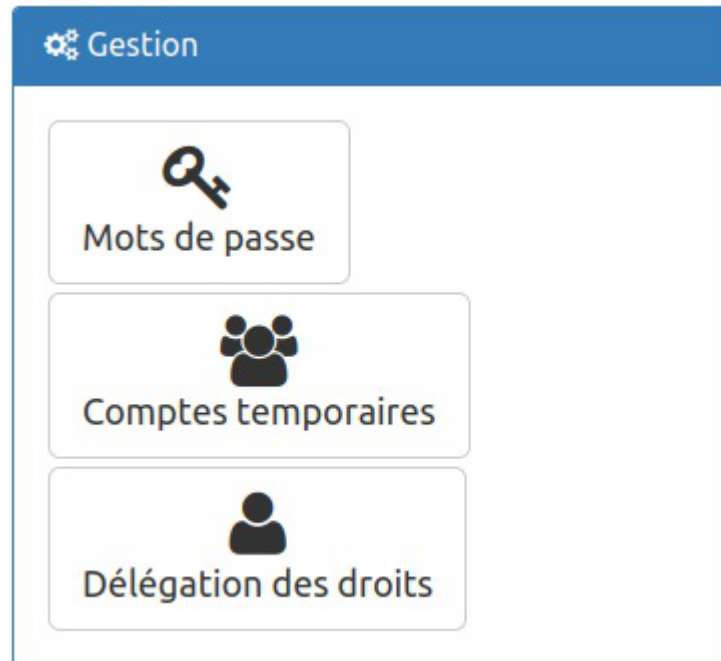 Gestion
Mots de passe
Comptes temporaires
Délégation des droits